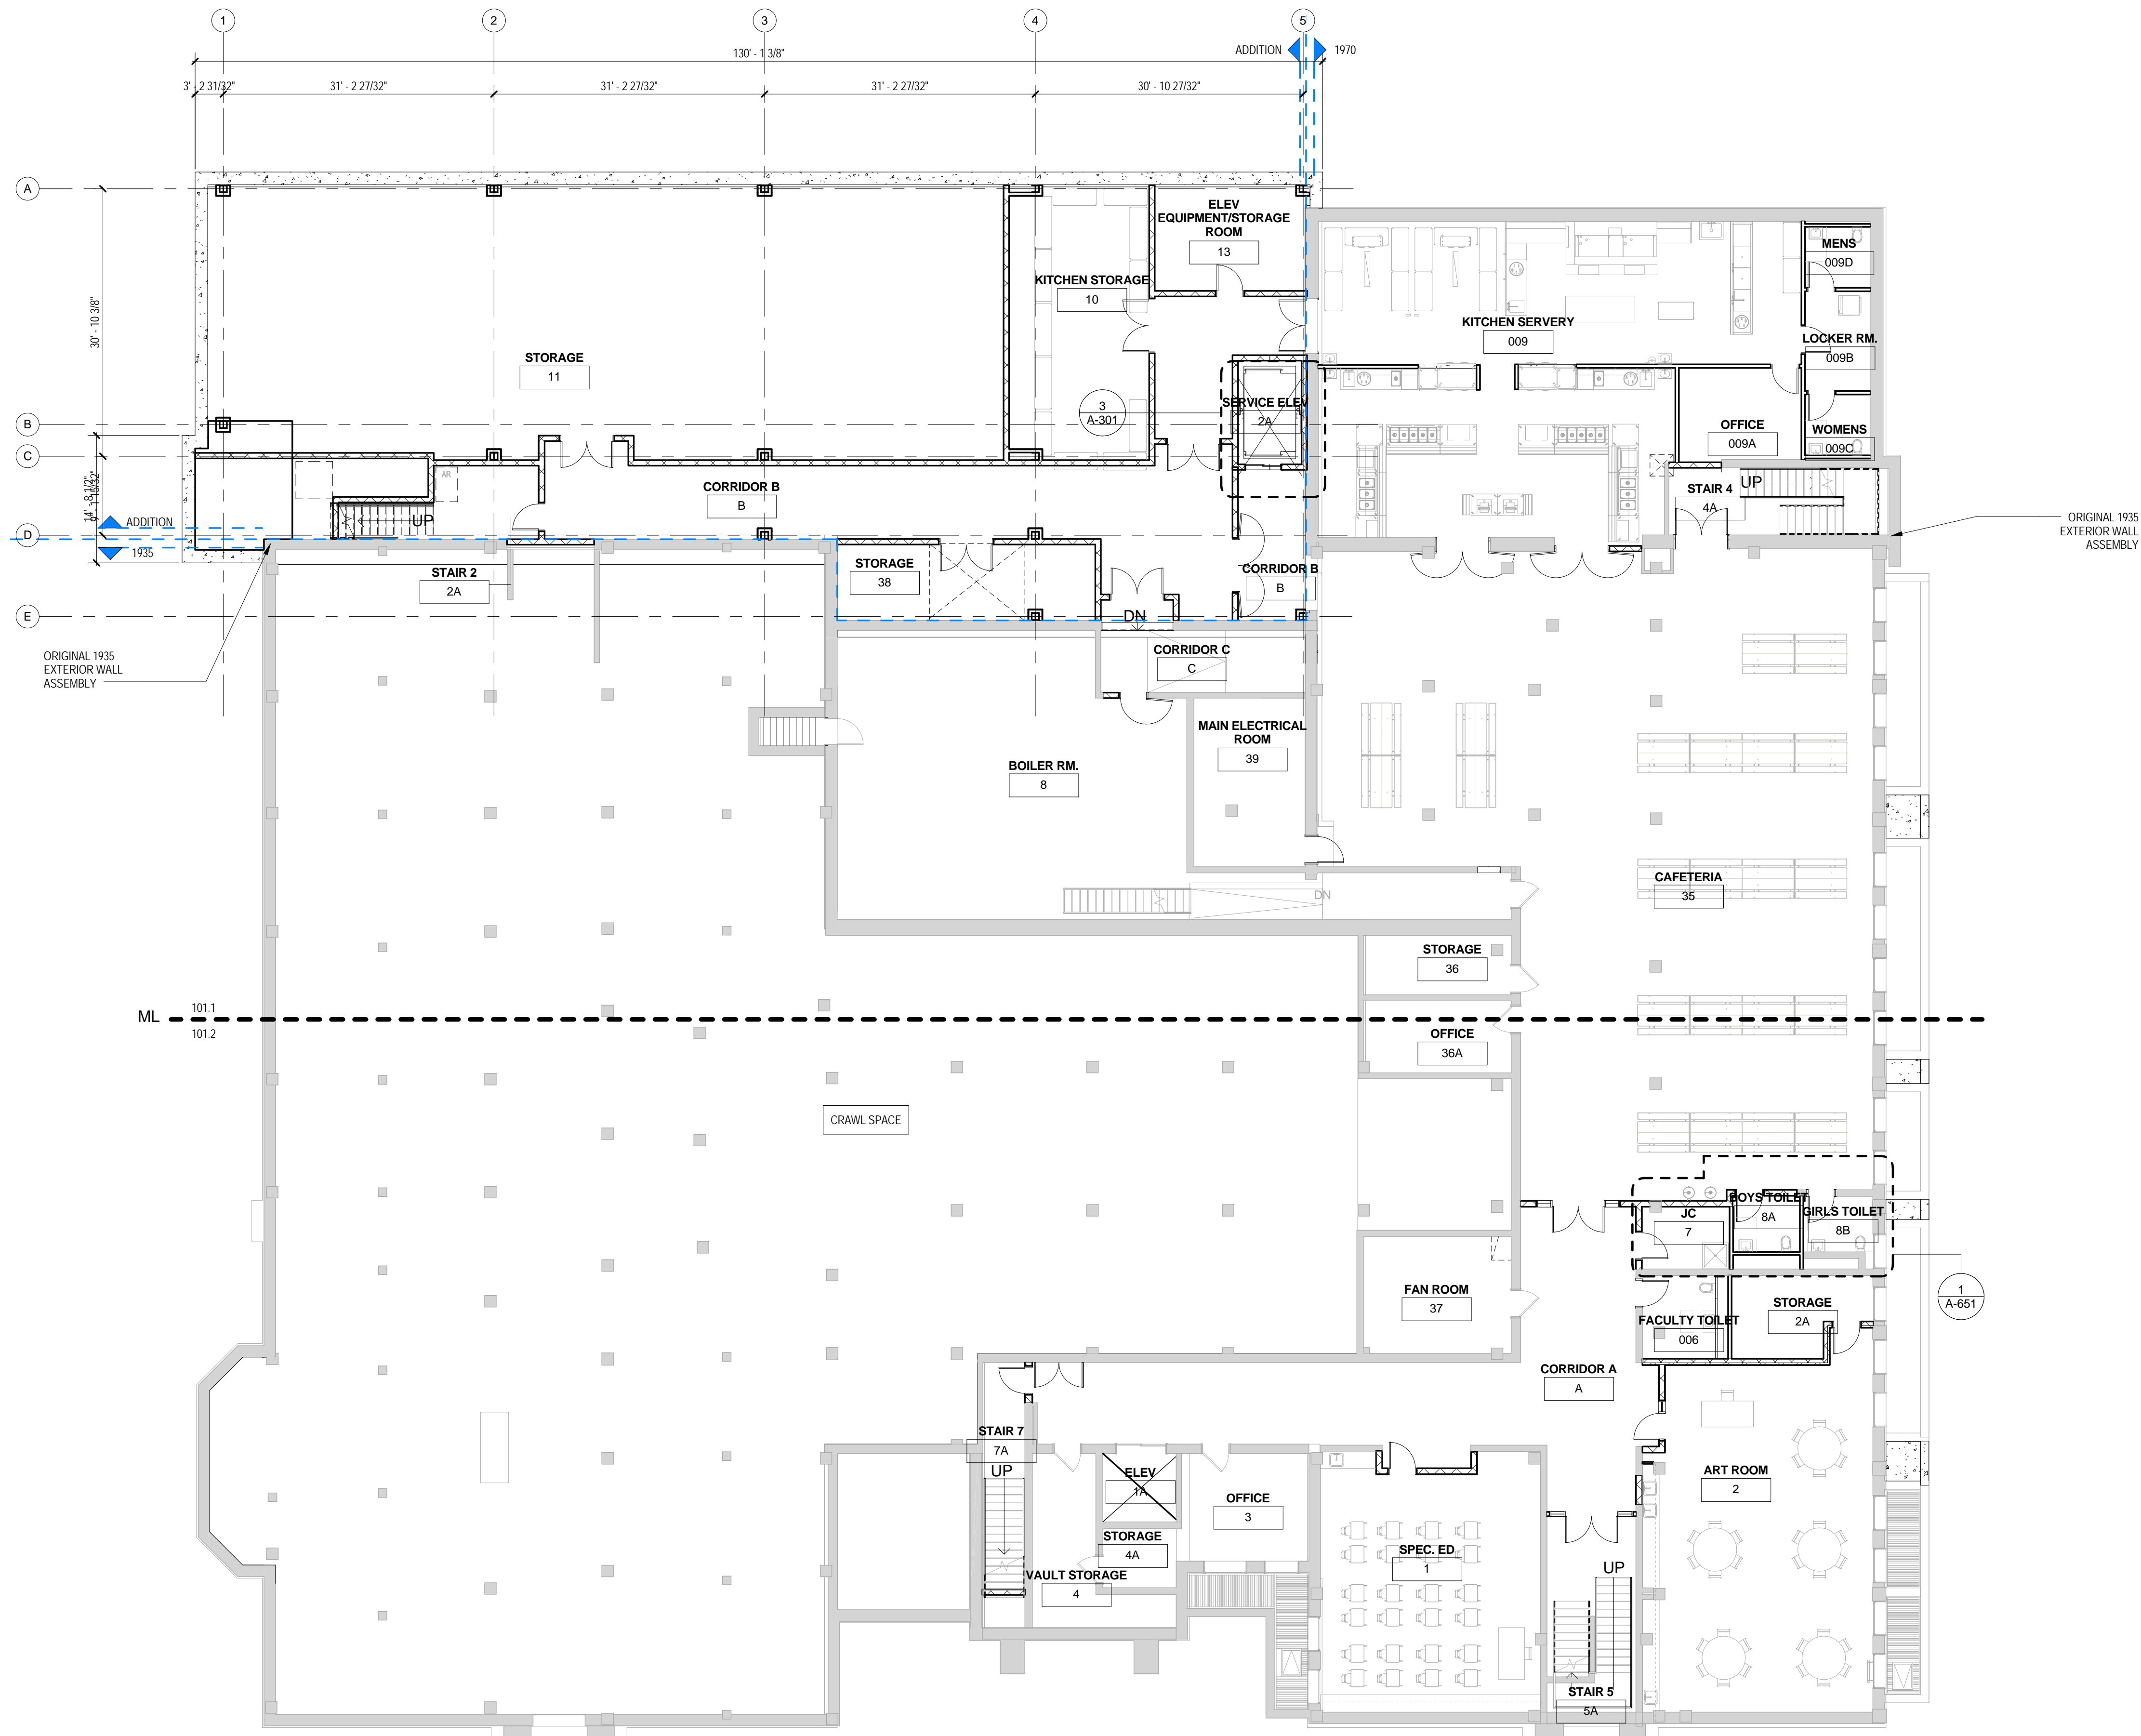 1
2
3
4
5
130' - 1 3/8"
ADDITION
1970
3' - 2 31/32"
31' - 2 27/32"
31' - 2 27/32"
31' - 2 27/32"
30' - 10 27/32"
A
B
C
D
E
30' - 10 3/8"
14' - 8 1/2"
ADDITION
1935
ORIGINAL 1935
EXTERIOR WALL
ASSEMBLY
ELEV
EQUIPMENT/STORAGE
ROOM
13
KITCHEN STORAGE
10
STORAGE
11
3
A-301
SERVICE ELEV
2A
KITCHEN SERVERY
009
MENS
009D
LOCKER RM.
009B
OFFICE
009A
WOMENS
009C
STAIR 4
4A
UP
ORIGINAL 1935
EXTERIOR WALL
ASSEMBLY
AR
UP
CORRIDOR B
B
STAIR 2
2A
STORAGE
38
CORRIDOR B
B
DN
CORRIDOR C
C
MAIN ELECTRICAL
ROOM
39
BOILER RM.
8
DN
CAFETERIA
35
STORAGE
36
OFFICE
36A
ML
101.1
101.2
CRAWL SPACE
BOYS TOILET
8A
GIRLS TOILET
8B
JC
7
1
A-651
FAN ROOM
37
FACULTY TOILET
006
STORAGE
2A
CORRIDOR A
A
STAIR 7
7A
UP
ELEV
1A
OFFICE
3
STORAGE
4A
VAULT STORAGE
4
SPEC. ED
1
ART ROOM
2
UP
STAIR 5
5A